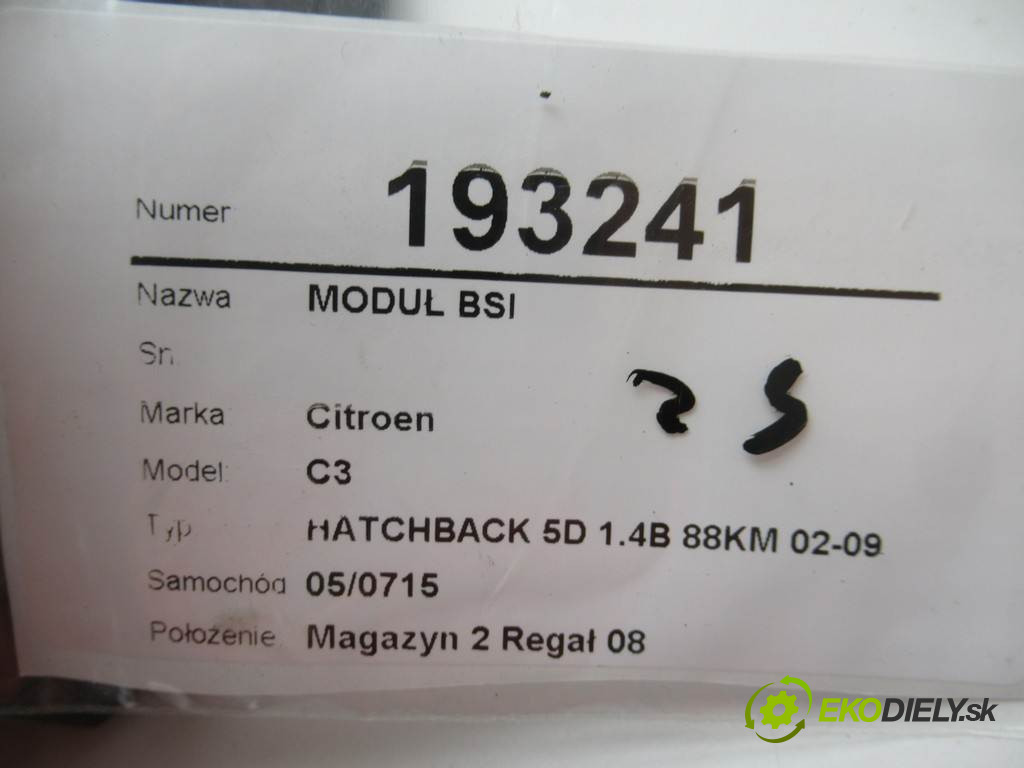 Numer 193241
Nazwa MODUŁ BSI
Sn
Marka Citroen
Model: C3
Typ HATCHBACK 5D 1.4B 88KM 02-09
Samochód 05/0715
Położenie Magazyn 2 Regał 08
EKODIELY.sk